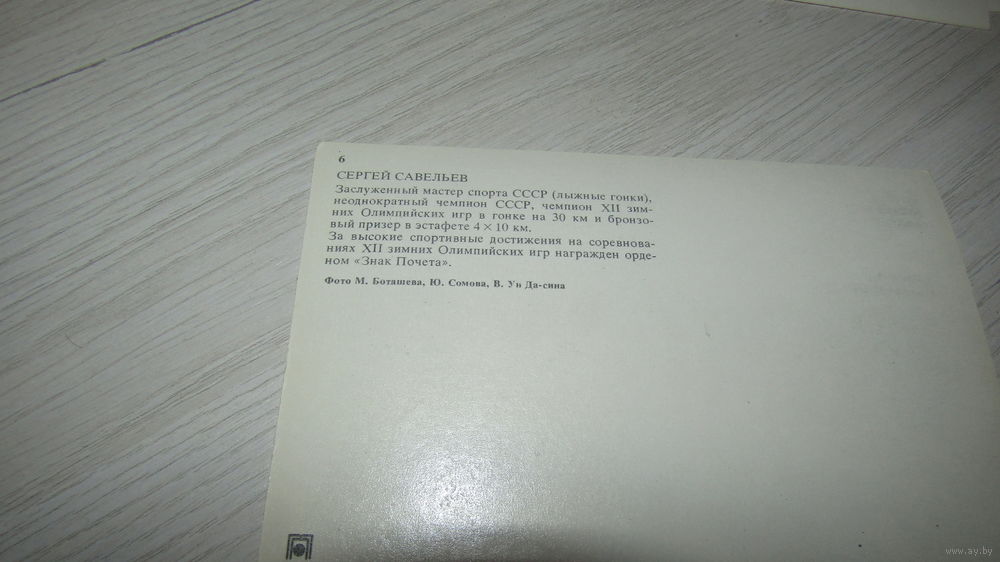 6
СЕРГЕЙ САВЕЛЬЕВ
Заслуженный мастер спорта СССР (лыжные гонки),
неоднократный чемпион СССР, чемпион XII зим-
них Олимпийских игр в гонке на 30 км и бронзо-
вый призер в эстафете 4×10 км.
За высокие спортивные достижения на соревнова-
ниях XII зимних Олимпийских игр награжден орде-
ном «Знак Почета».
Фото М. Боташева, Ю. Сомова, В. Ун Да-сина
www.ay.by